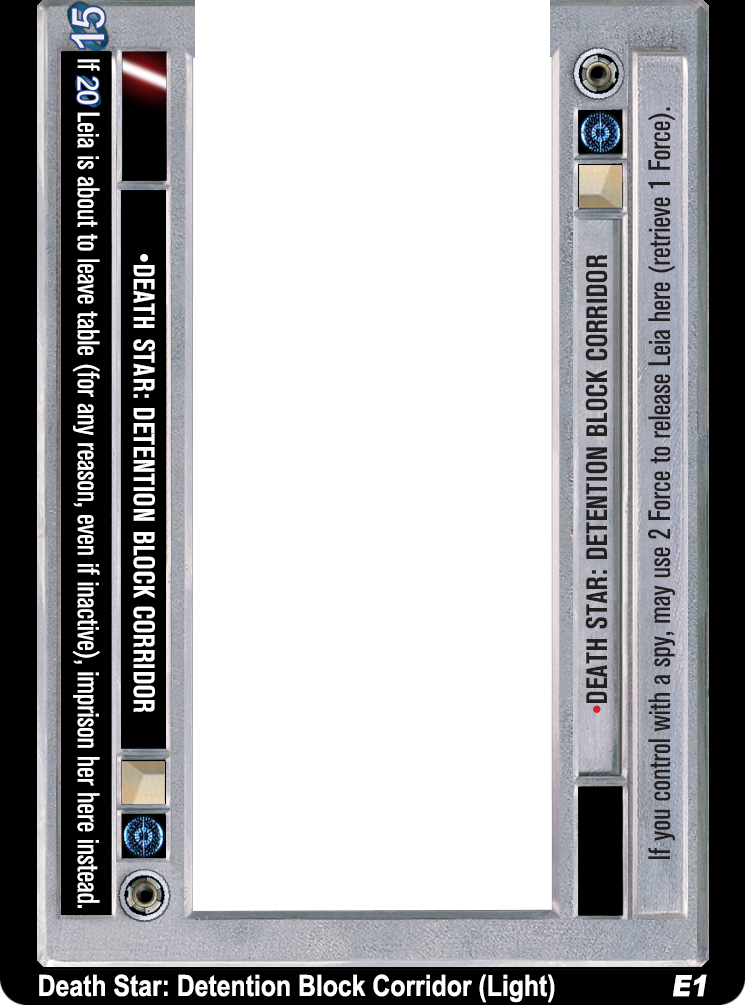 15
If 20 Leia is about to leave table (for any reason, even if inactive), imprison her here instead.
•DEATH STAR: DETENTION BLOCK CORRIDOR
•DEATH STAR: DETENTION BLOCK CORRIDOR
If you control with a spy, may use 2 Force to release Leia here (retrieve 1 Force).
Death Star: Detention Block Corridor (Light) E1